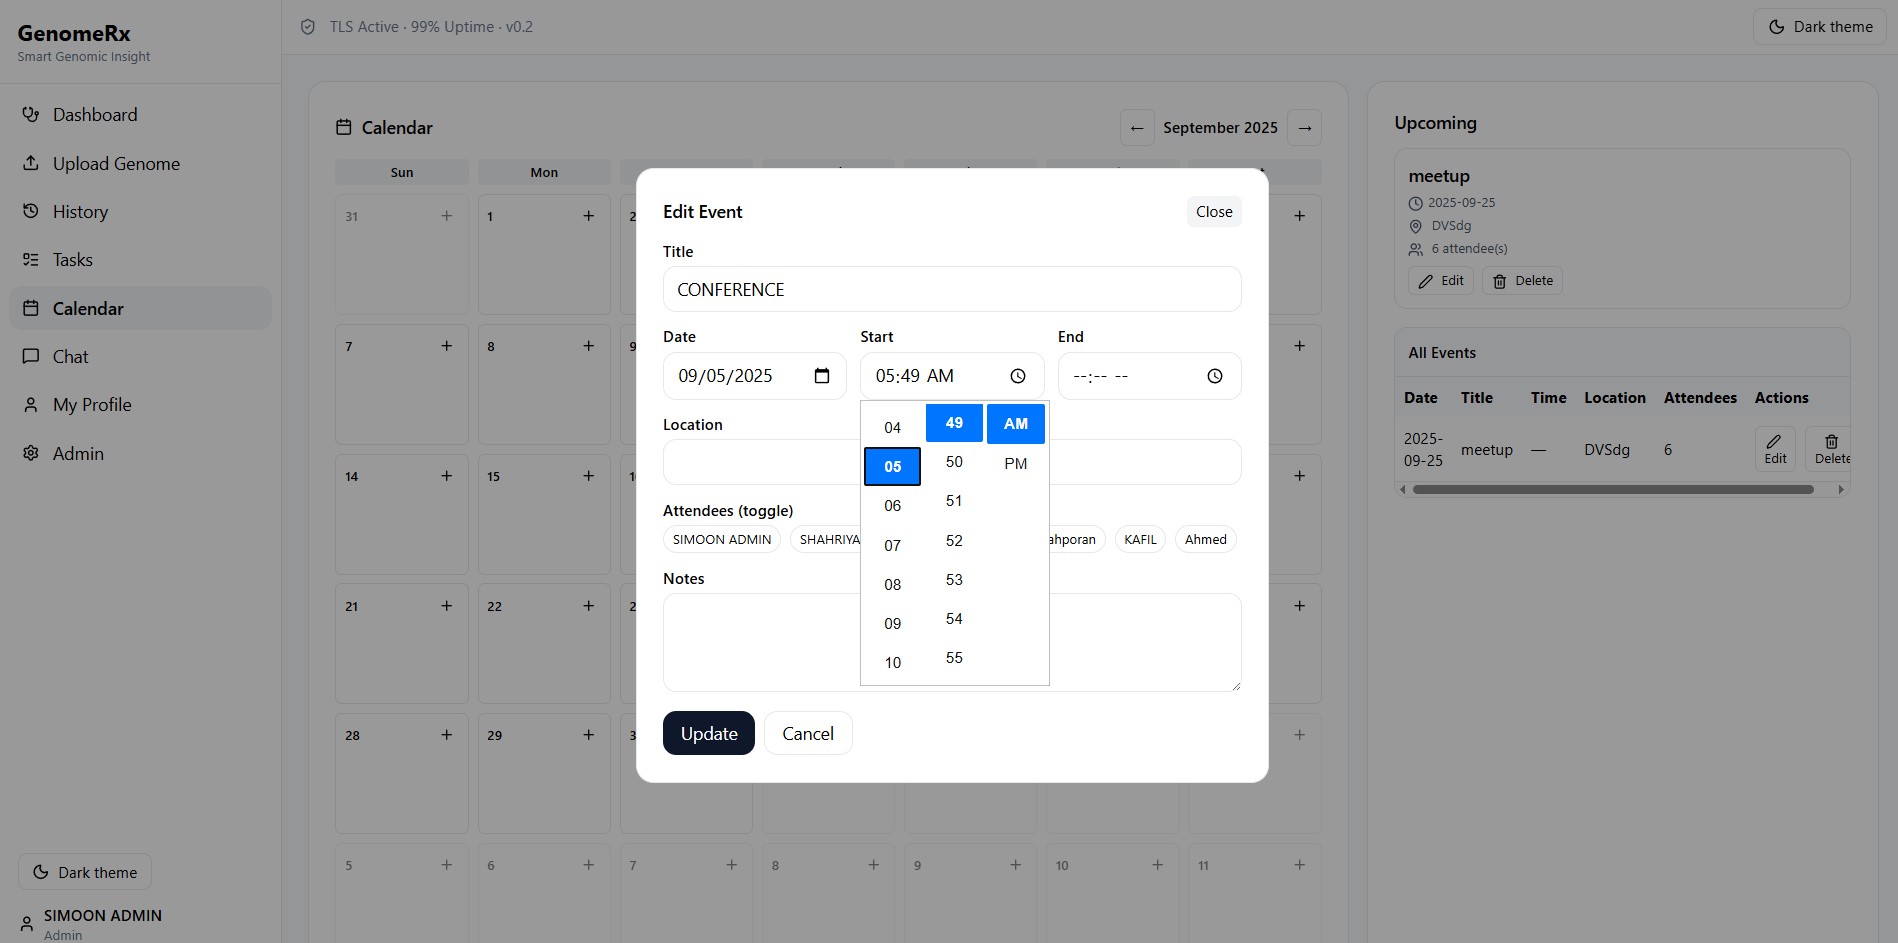 GenomeRx
Smart Genomic Insight
TLS Active · 99% Uptime · v0.2
Dark theme
Dashboard
Upload Genome
History
Tasks
Calendar
Chat
My Profile
Admin
Dark theme
SIMOON ADMIN
Admin
Calendar
← September 2025 →
Sun Mon
31 + 1 + 2 +
7 + 8 + 9 +
14 + 15 + +
21 + 22 + +
28 + 29 + +
5 + 6 + 7 + 8 + 9 + 10 + 11 +
Edit Event
Close
Title
CONFERENCE
Date Start End
09/05/2025 05:49 AM --:-- --
04 49 AM
05 50 PM
06 51
07 52
08 53
09 54
10 55
Location
Attendees (toggle)
SIMOON ADMIN SHAHRIYA ahporan KAFIL Ahmed
Notes
Update Cancel
Upcoming
meetup
2025-09-25
DVSdg
6 attendee(s)
Edit Delete
All Events
Date Title Time Location Attendees Actions
2025-09-25 meetup — DVSdg 6 Edit Delete